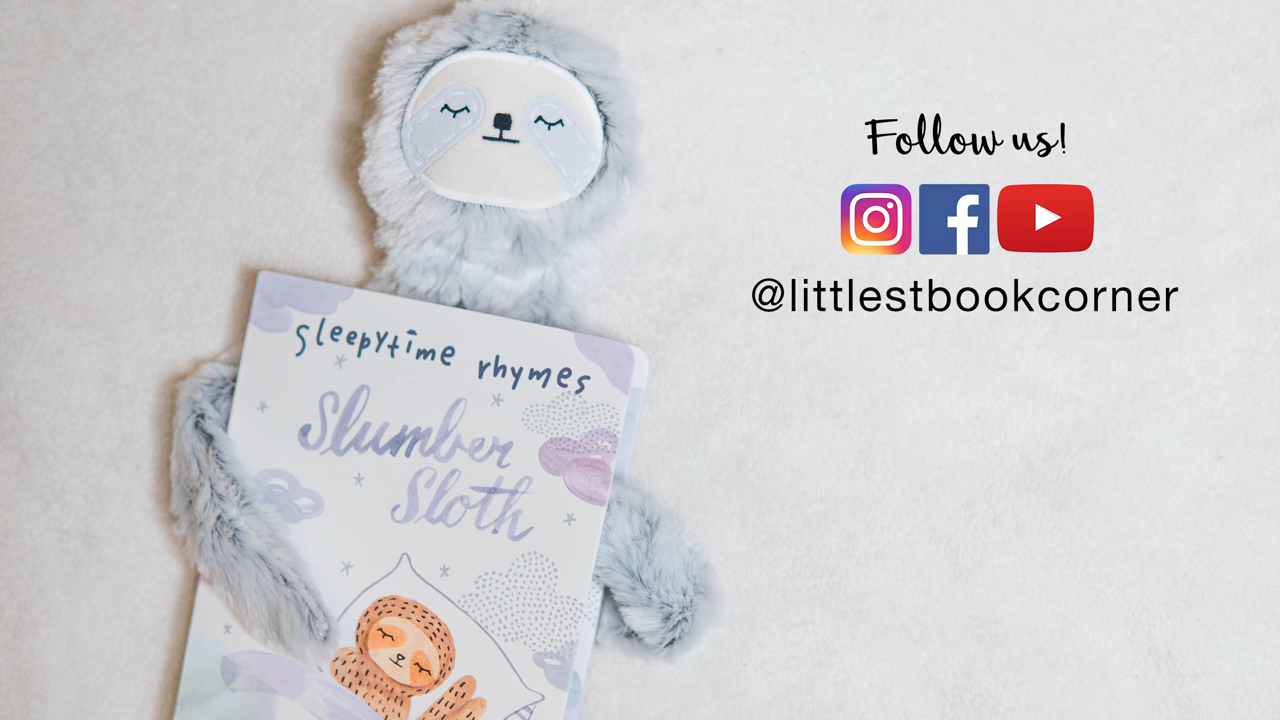 sleepytime rhymes
Slumber
Sloth
Follow us!
@littlestbookcorner